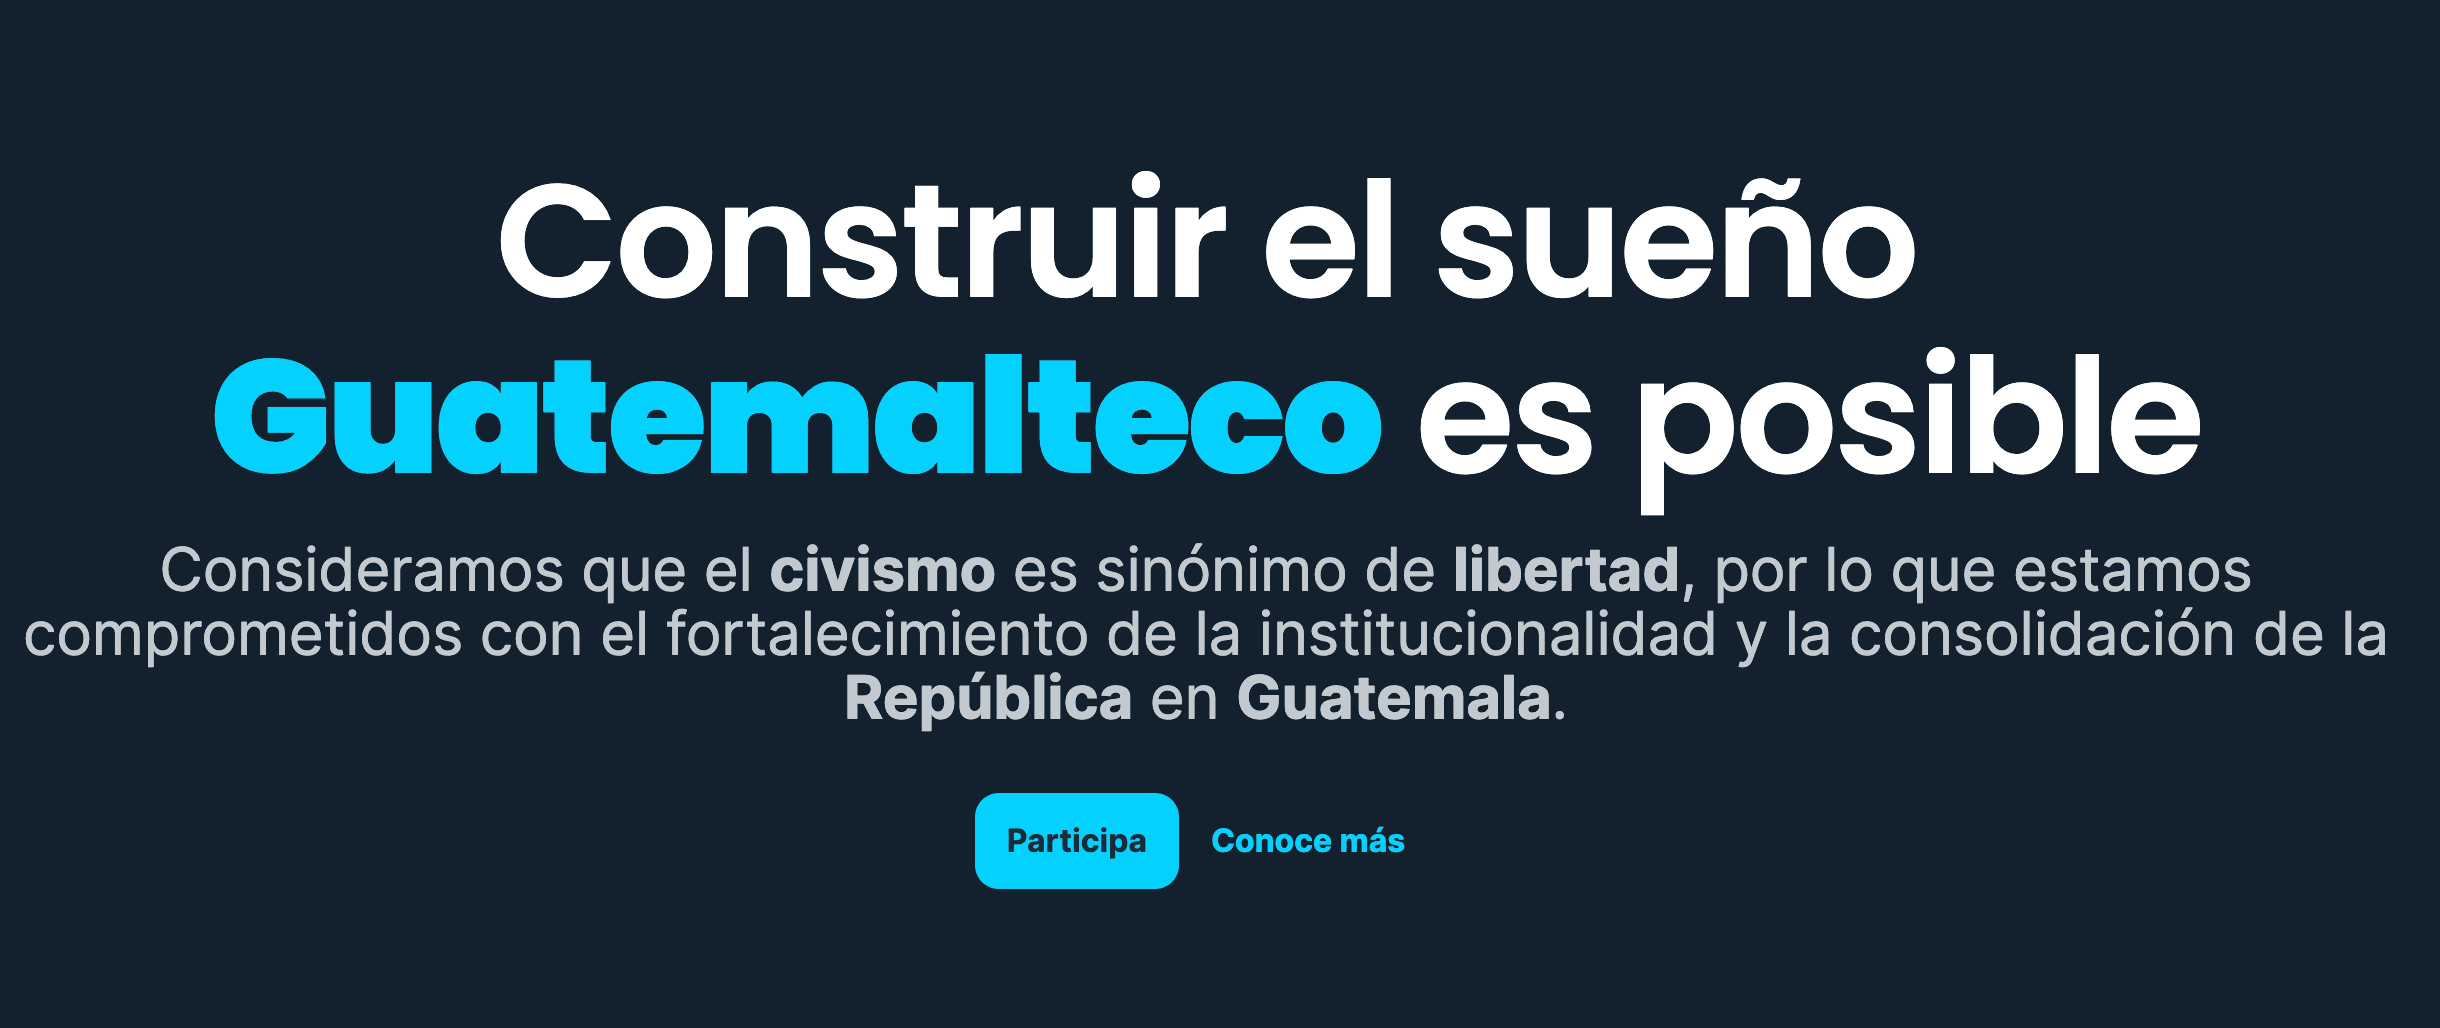 Construir el sueño
Guatemalteco es posible
Consideramos que el civismo es sinónimo de libertad, por lo que estamos
comprometidos con el fortalecimiento de la institucionalidad y la consolidación de la
República en Guatemala.
Participa
Conoce más